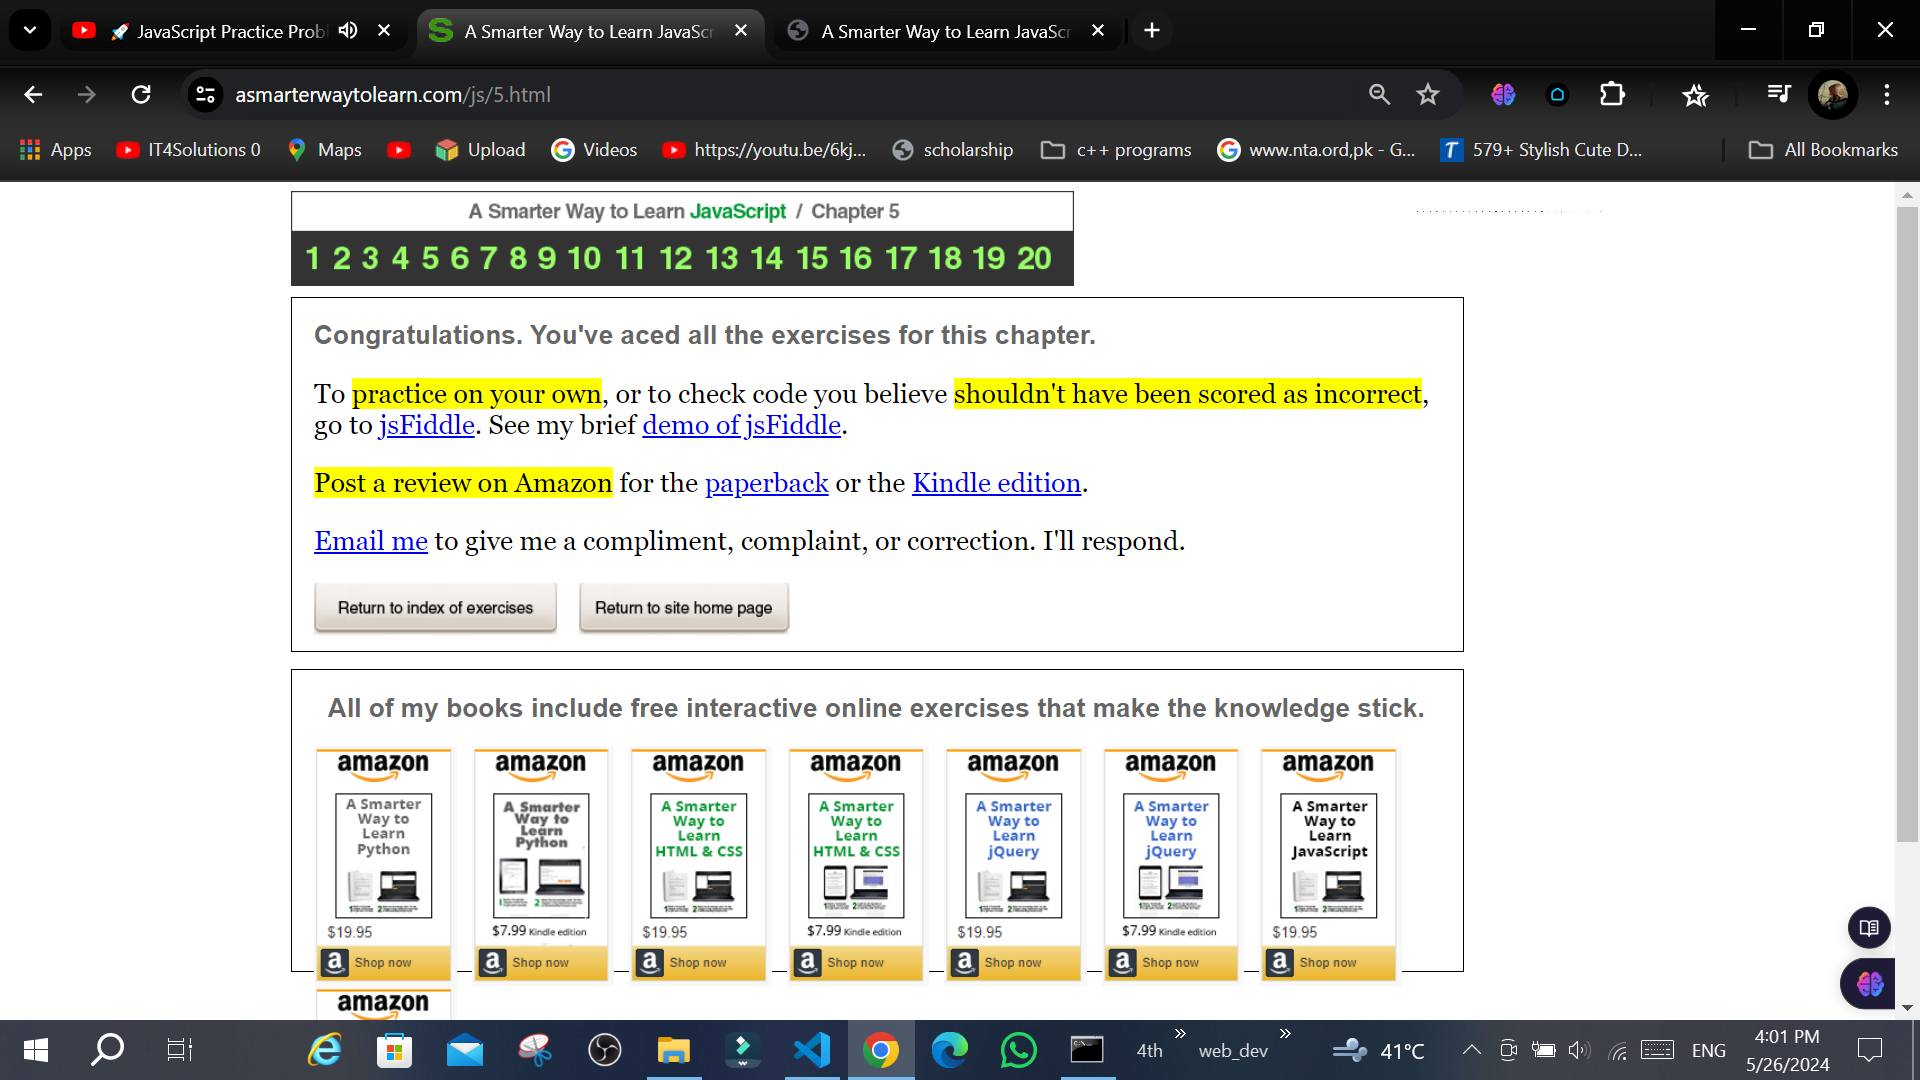 JavaScript Practice Prob
A Smarter Way to Learn JavaScr
A Smarter Way to Learn JavaScr
asmarterwaytolearn.com/js/5.html
Apps
IT4Solutions 0
Maps
Upload
Videos
https://youtu.be/6kj...
scholarship
c++ programs
www.nta.ord,pk - G...
579+ Stylish Cute D...
All Bookmarks
A Smarter Way to Learn JavaScript / Chapter 5
1 2 3 4 5 6 7 8 9 10 11 12 13 14 15 16 17 18 19 20
Congratulations. You've aced all the exercises for this chapter.
To practice on your own, or to check code you believe shouldn't have been scored as incorrect,
go to jsFiddle. See my brief demo of jsFiddle.
Post a review on Amazon for the paperback or the Kindle edition.
Email me to give me a compliment, complaint, or correction. I'll respond.
Return to index of exercises
Return to site home page
All of my books include free interactive online exercises that make the knowledge stick.
amazon
A Smarter
Way to
Learn
Python
$19.95
Shop now
amazon
A Smarter
Way to
Learn
Python
$7.99 Kindle edition
Shop now
amazon
A Smarter
Way to
Learn
HTML & CSS
$19.95
Shop now
amazon
A Smarter
Way to
Learn
HTML & CSS
$7.99 Kindle edition
Shop now
amazon
A Smarter
Way to
Learn
jQuery
$19.95
Shop now
amazon
A Smarter
Way to
Learn
jQuery
$7.99 Kindle edition
Shop now
amazon
A Smarter
Way to
Learn
JavaScript
$19.95
Shop now
amazon
4th
web_dev
41°C
ENG
4:01 PM
5/26/2024